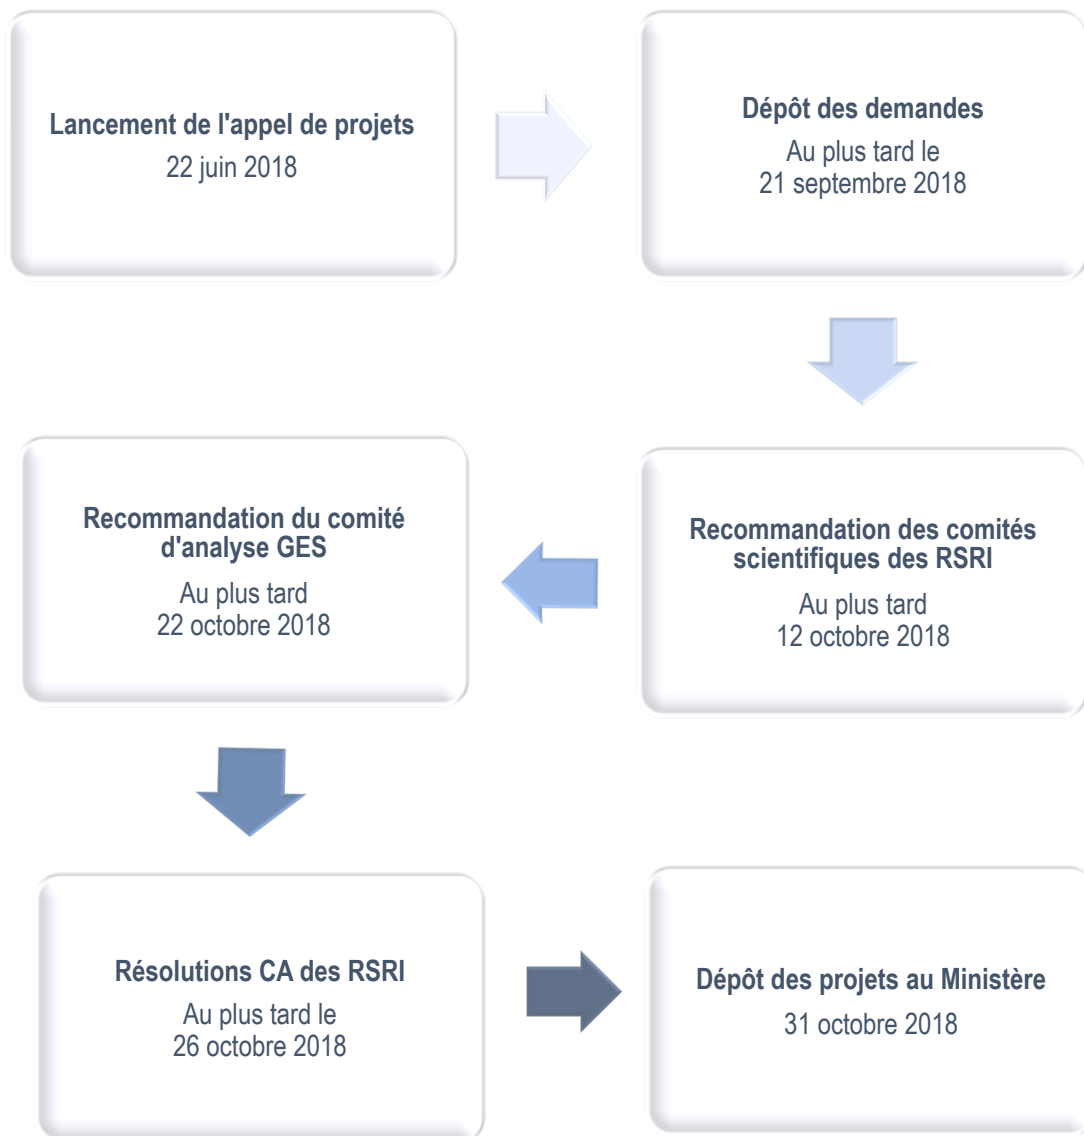 Lancement de l'appel de projets
22 juin 2018
Dépôt des demandes
Au plus tard le
21 septembre 2018
Recommandation des comités
scientifiques des RSRI
Au plus tard
12 octobre 2018
Recommandation du comité
d'analyse GES
Au plus tard
22 octobre 2018
Résolutions CA des RSRI
Au plus tard le
26 octobre 2018
Dépôt des projets au Ministère
31 octobre 2018